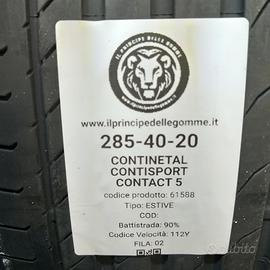 IL PRINCIPE DELLE GOMME
www.ilprincipedellegomme.it
285-40-20
CONTINETAL
CONTISPORT
CONTACT 5
codice prodotto: 61588
Tipo: ESTIVE
COD:
Battistrada: 90%
Codice Velocità: 112Y
FILA: 02
subito